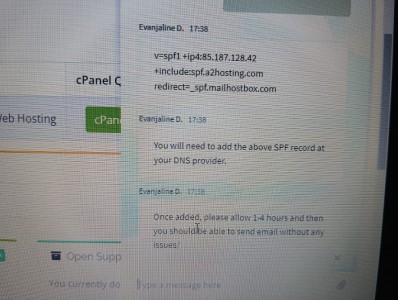 Evanjaline D. 17:38
v=spf1 +ip4:85.187.128.42
+include:spf.a2hosting.com
redirect=_spf.mailhostbox.com
cPanel Q
Evanjaline D. 17:38
eb Hosting
cPan
You will need to add the above SPF record at
your DNS provider.
Evanjaline D. 17:38
Once added, please allow 1-4 hours and then
you should be able to send email without any
issues!
Open Supp
You currently do
Type a message here